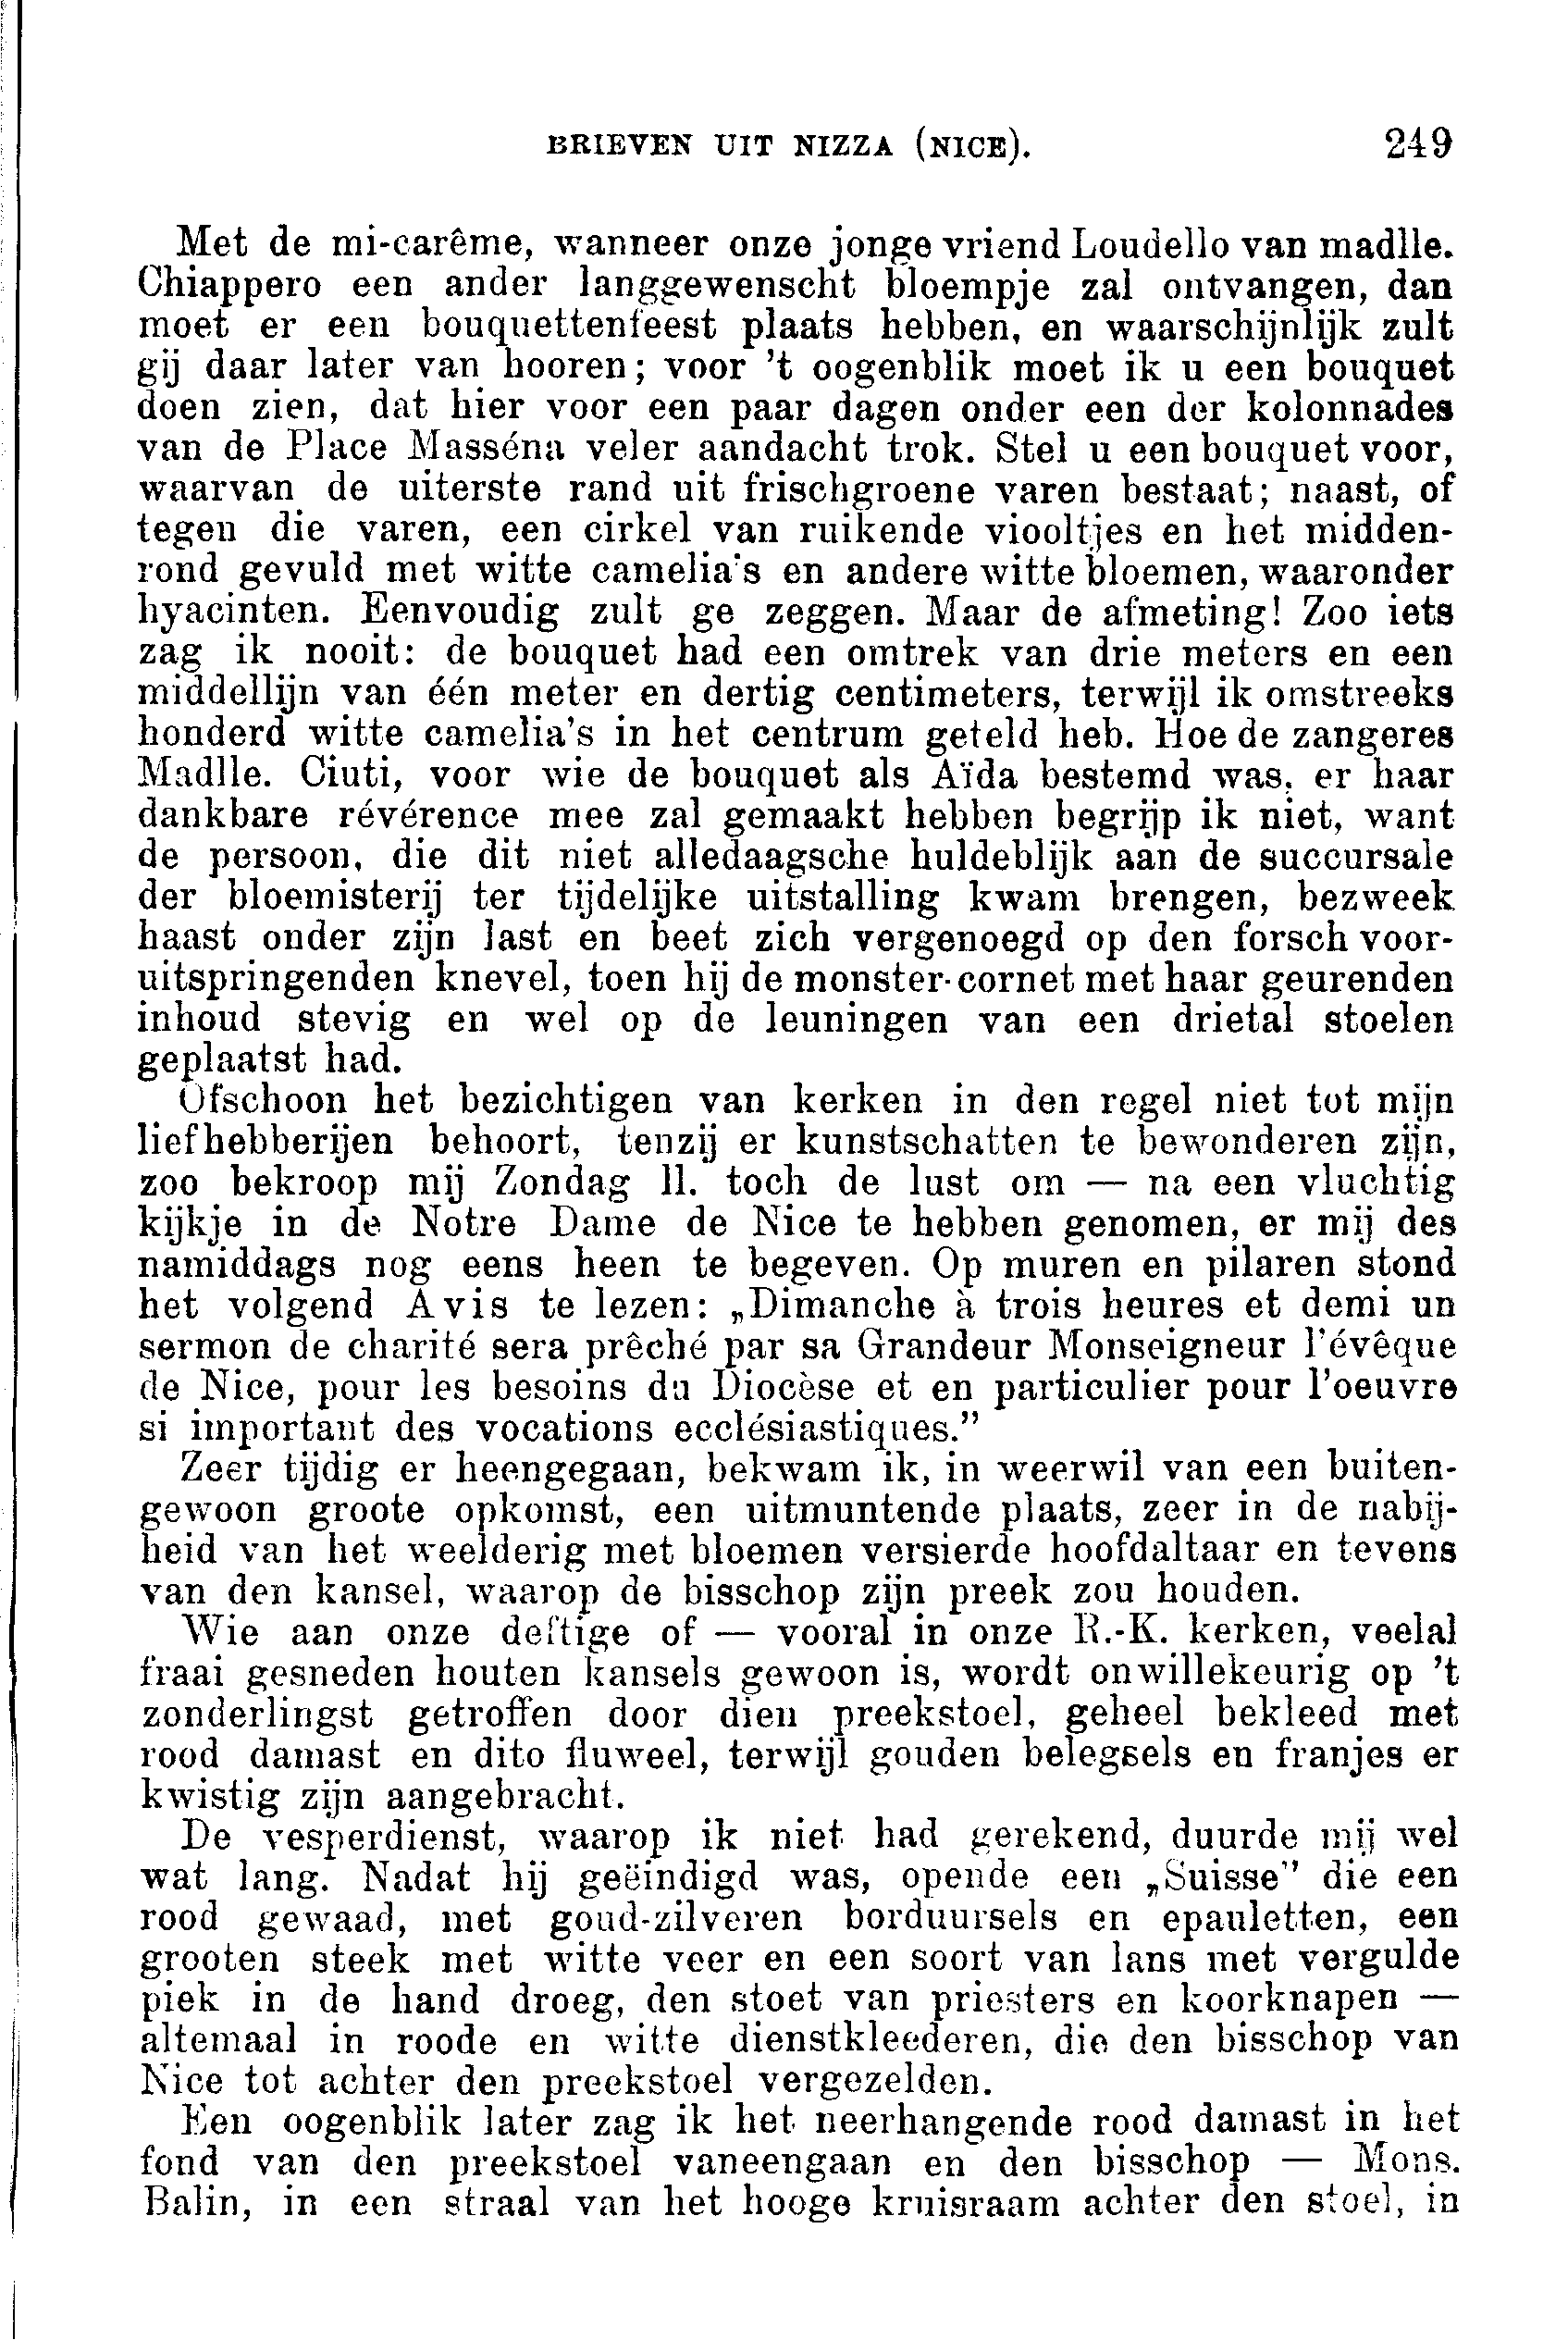 BRIEVEN UIT NIZZA (NICE). 249
Met de mi-carême, wanneer onze jonge vriend Loudello van madlle.
Chiappero een ander langgewenscht bloempje zal ontvangen, dan
moet er een bouquettenfeest plaats hebben, en waarschijnlijk zult
gij daar later van hooren; voor 't oogenblik moet ik u een bouquet
doen zien, dat hier voor een paar dagen onder een der kolonnades
van de Place Masséna veler aandacht trok. Stel u een bouquet voor,
waarvan de uiterste rand uit frischgroene varen bestaat; naast, of
tegen die varen, een cirkel van ruikende viooltjes en het midden-
rond gevuld met witte camelia's en andere witte bloemen, waaronder
hyacinten. Eenvoudig zult ge zeggen. Maar de afmeting! Zoo iets
zag ik nooit: de bouquet had een omtrek van drie meters en een
middellijn van één meter en dertig centimeters, terwijl ik omstreeks
honderd witte camelia's in het centrum geteld heb. Hoe de zangeres
Madlle. Ciuti, voor wie de bouquet als Aïda bestemd was, er haar
dankbare révérence mee zal gemaakt hebben begrijp ik niet, want
de persoon, die dit niet alledaagsche huldeblijk aan de succursale
der bloemisterij ter tijdelijke uitstalling kwam brengen, bezweek
haast onder zijn last en beet zich vergenoegd op den forsch voor-
uitspringenden knevel, toen hij de monster-cornet met haar geurenden
inhoud stevig en wel op de leuningen van een drietal stoelen
geplaatst had.
Ofschoon het bezichtigen van kerken in den regel niet tot mijn
liefhebberijen behoort, tenzij er kunstschatten te bewonderen zijn,
zoo bekroop mij Zondag ll. toch de lust om — na een vluchtig
kijkje in de Notre Dame de Nice te hebben genomen, er mij des
namiddags nog eens heen te begeven. Op muren en pilaren stond
het volgend Avis te lezen: „Dimanche à trois heures et demi un
sermon de charité sera prêché par sa Grandeur Monseigneur l'évêque
de Nice, pour les besoins du Diocèse et en particulier pour l'oeuvre
si important des vocations ecclésiastiques.”
Zeer tijdig er heengegaan, bekwam ik, in weerwil van een buiten-
gewoon groote opkomst, een uitmuntende plaats, zeer in de nabij-
heid van het weelderig met bloemen versierde hoofdaltaar en tevens
van den kansel, waarop de bisschop zijn preek zou houden.
Wie aan onze deftige of — vooral in onze R.-K. kerken, veelal
fraai gesneden houten kansels gewoon is, wordt onwillekeurig op 't
zonderlingst getroffen door dien preekstoel, geheel bekleed met
rood damast en dito fluweel, terwijl gouden belegsels en franjes er
kwistig zijn aangebracht.
De vesperdienst, waarop ik niet had gerekend, duurde mij wel
wat lang. Nadat hij geëindigd was, opende een „Suisse” die een
rood gewaad, met goud-zilveren borduursels en epauletten, een
grooten steek met witte veer en een soort van lans met vergulde
piek in de hand droeg, den stoet van priesters en koorknapen —
altemaal in roode en witte dienstkleederen, die den bisschop van
Nice tot achter den preekstoel vergezelden.
Een oogenblik later zag ik het neerhangende rood damast in het
fond van den preekstoel vaneengaan en den bisschop — Mons.
Balin, in een straal van het hooge kruisraam achter den stoel, in